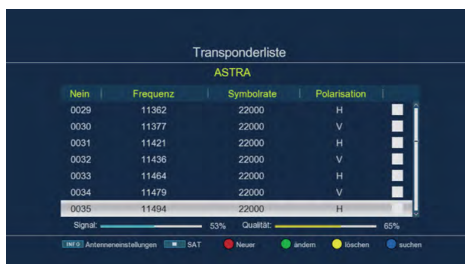 Transponderliste
ASTRA
Nein Frequenz Symbolrate Polarisation
0029 11362 22000 H
0030 11377 22000 V
0031 11421 22000 H
0032 11436 22000 V
0033 11464 22000 H
0034 11479 22000 V
0035 11494 22000 H
Signal: 53% Qualität: 65%
Antenneneinstellungen SAT Neuer ändern löschen suchen